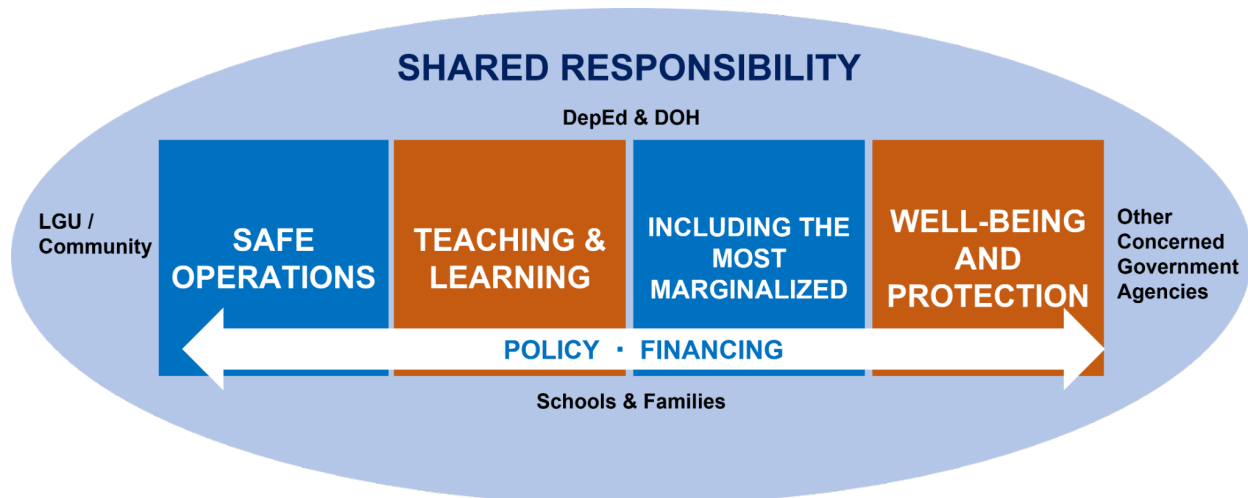 SHARED RESPONSIBILITY
DepEd & DOH
LGU /
Community
SAFE
OPERATIONS
TEACHING &
LEARNING
INCLUDING THE
MOST
MARGINALIZED
WELL-BEING
AND
PROTECTION
Other
Concerned
Government
Agencies
POLICY · FINANCING
Schools & Families